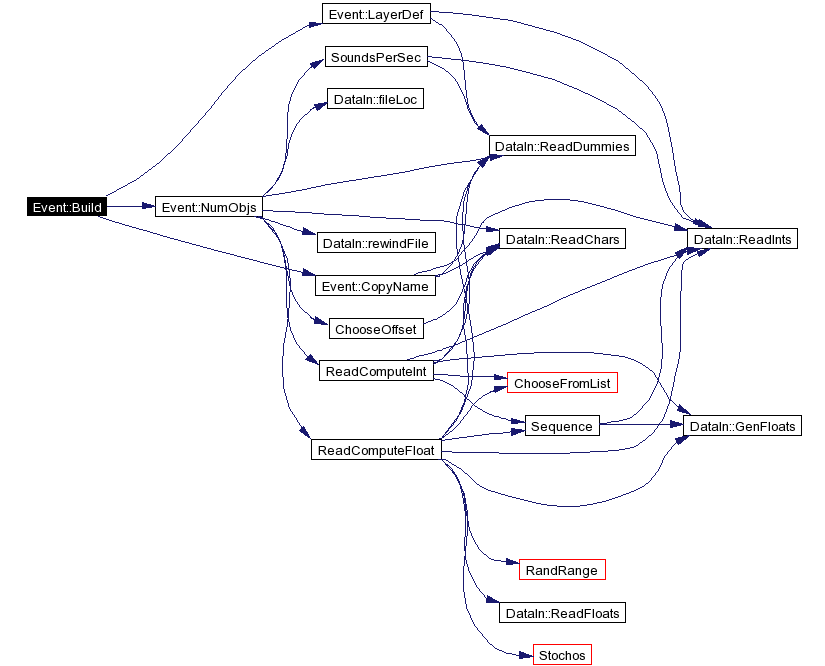 Event::LayerDef
SoundsPerSec
DataIn::fileLoc
DataIn::ReadDummies
Event::Build
Event::NumObjs
DataIn::rewindFile
DataIn::ReadChars
DataIn::ReadInts
Event::CopyName
ChooseOffset
ReadComputeInt
ChooseFromList
Sequence
DataIn::GenFloats
ReadComputeFloat
RandRange
DataIn::ReadFloats
Stochos